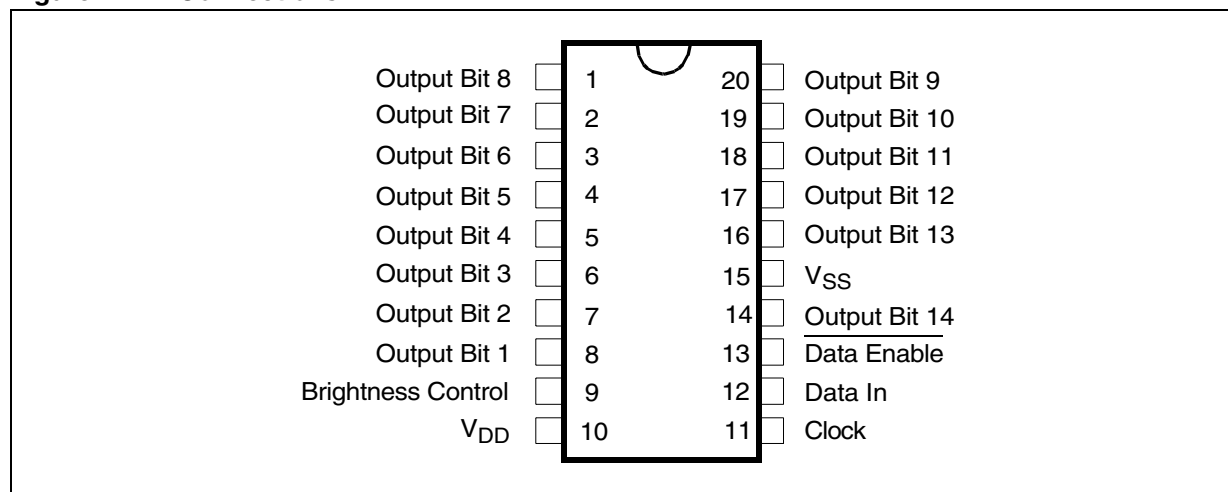 Output Bit 8 1 20 Output Bit 9
Output Bit 7 2 19 Output Bit 10
Output Bit 6 3 18 Output Bit 11
Output Bit 5 4 17 Output Bit 12
Output Bit 4 5 16 Output Bit 13
Output Bit 3 6 15 VSS
Output Bit 2 7 14 Output Bit 14
Output Bit 1 8 13 Data Enable
Brightness Control 9 12 Data In
VDD 10 11 Clock